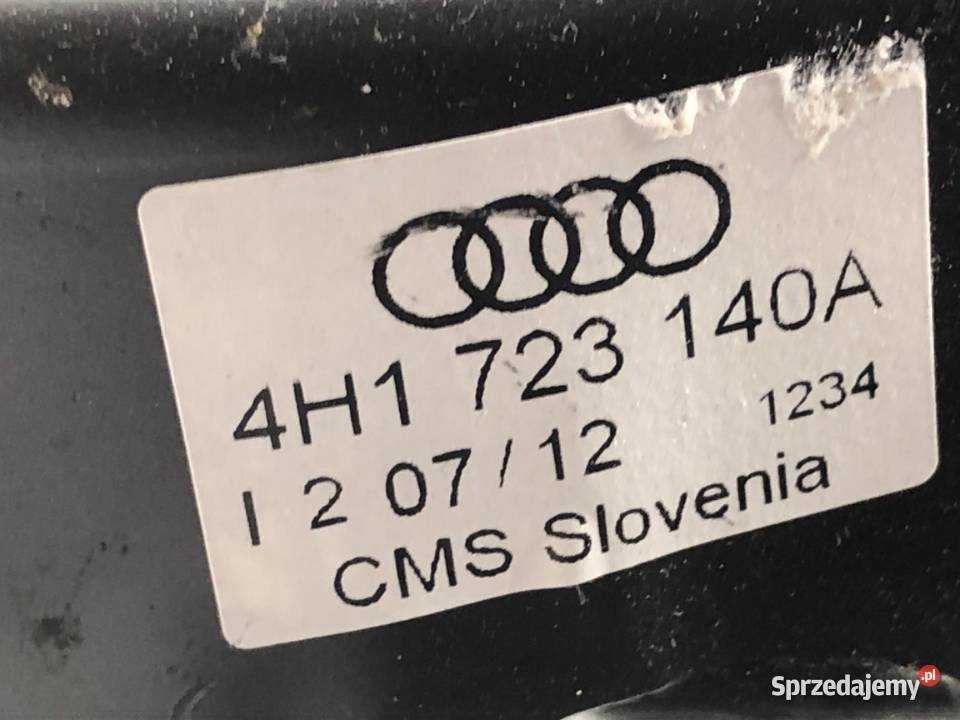 4H1 723 140A
I 2 07/12 1234
CMS Slovenia
Sprzedajemy.pl